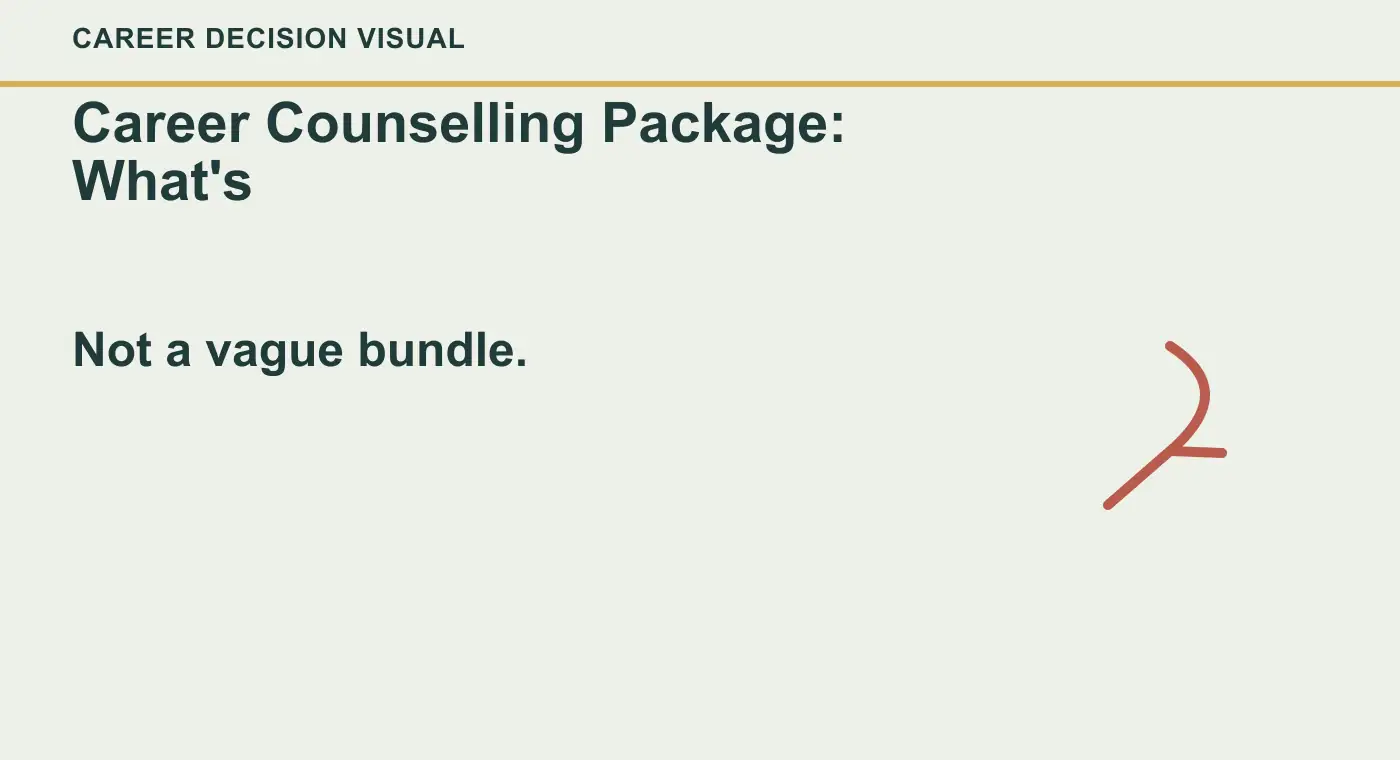 CAREER DECISION VISUAL
Career Counselling Package:
What's
Not a vague bundle.